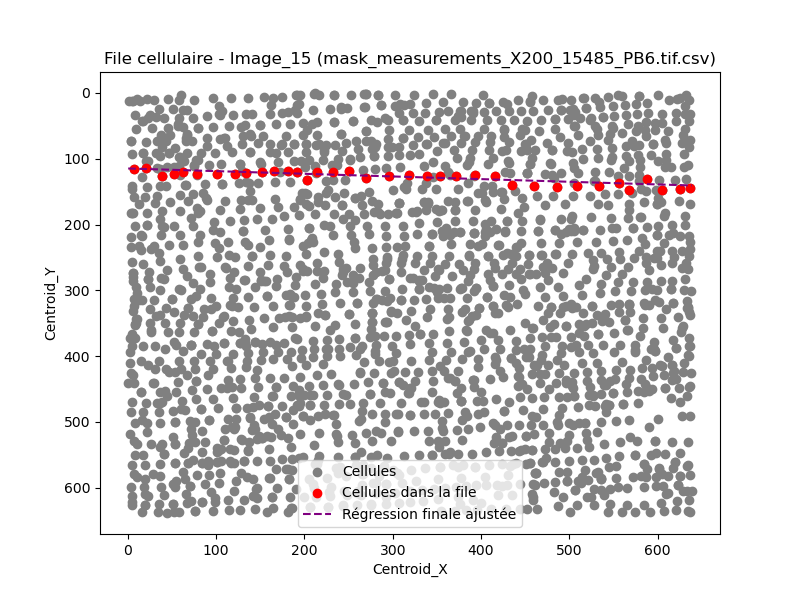 File cellulaire - Image_15 (mask_measurements_X200_15485_PB6.tif.csv)
0
100
200
300
400
500
600
Centroid_Y
Cellules
Cellules dans la file
Régression finale ajustée
0 100 200 300 400 500 600
Centroid_X